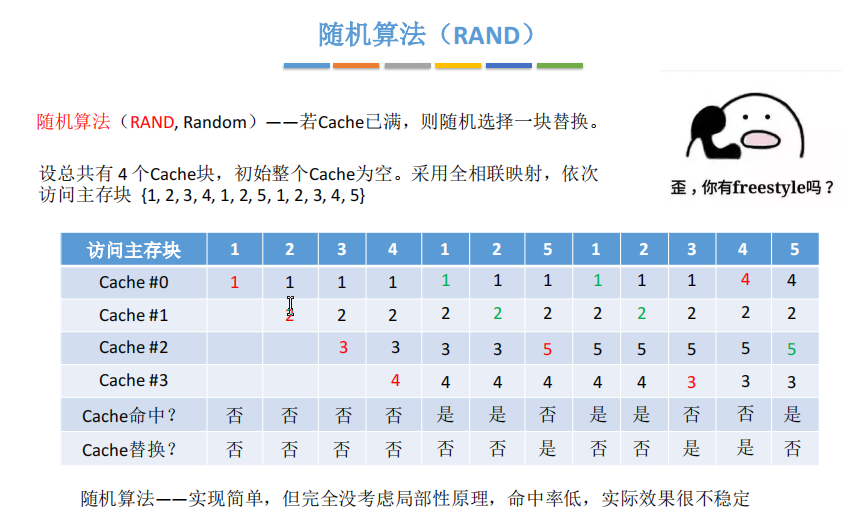 随机算法（RAND）
随机算法（RAND, Random）——若Cache已满，则随机选择一块替换。
设总共有 4 个Cache块，初始整个Cache为空。采用全相联映射，依次
访问主存块 {1, 2, 3, 4, 1, 2, 5, 1, 2, 3, 4, 5}
歪，你有freestyle吗？
访问主存块 1 2 3 4 1 2 5 1 2 3 4 5
Cache #0 1 1 1 1 1 1 1 1 1 1 4 4
Cache #1 2 2 2 2 2 2 2 2 2 2 2
Cache #2 3 3 3 3 5 5 5 5 5 5
Cache #3 4 4 4 4 4 4 3 3 3
Cache命中？ 否 否 否 否 是 是 否 是 是 否 否 是
Cache替换？ 否 否 否 否 否 否 是 否 否 是 是 否
随机算法——实现简单，但完全没考虑局部性原理，命中率低，实际效果很不稳定